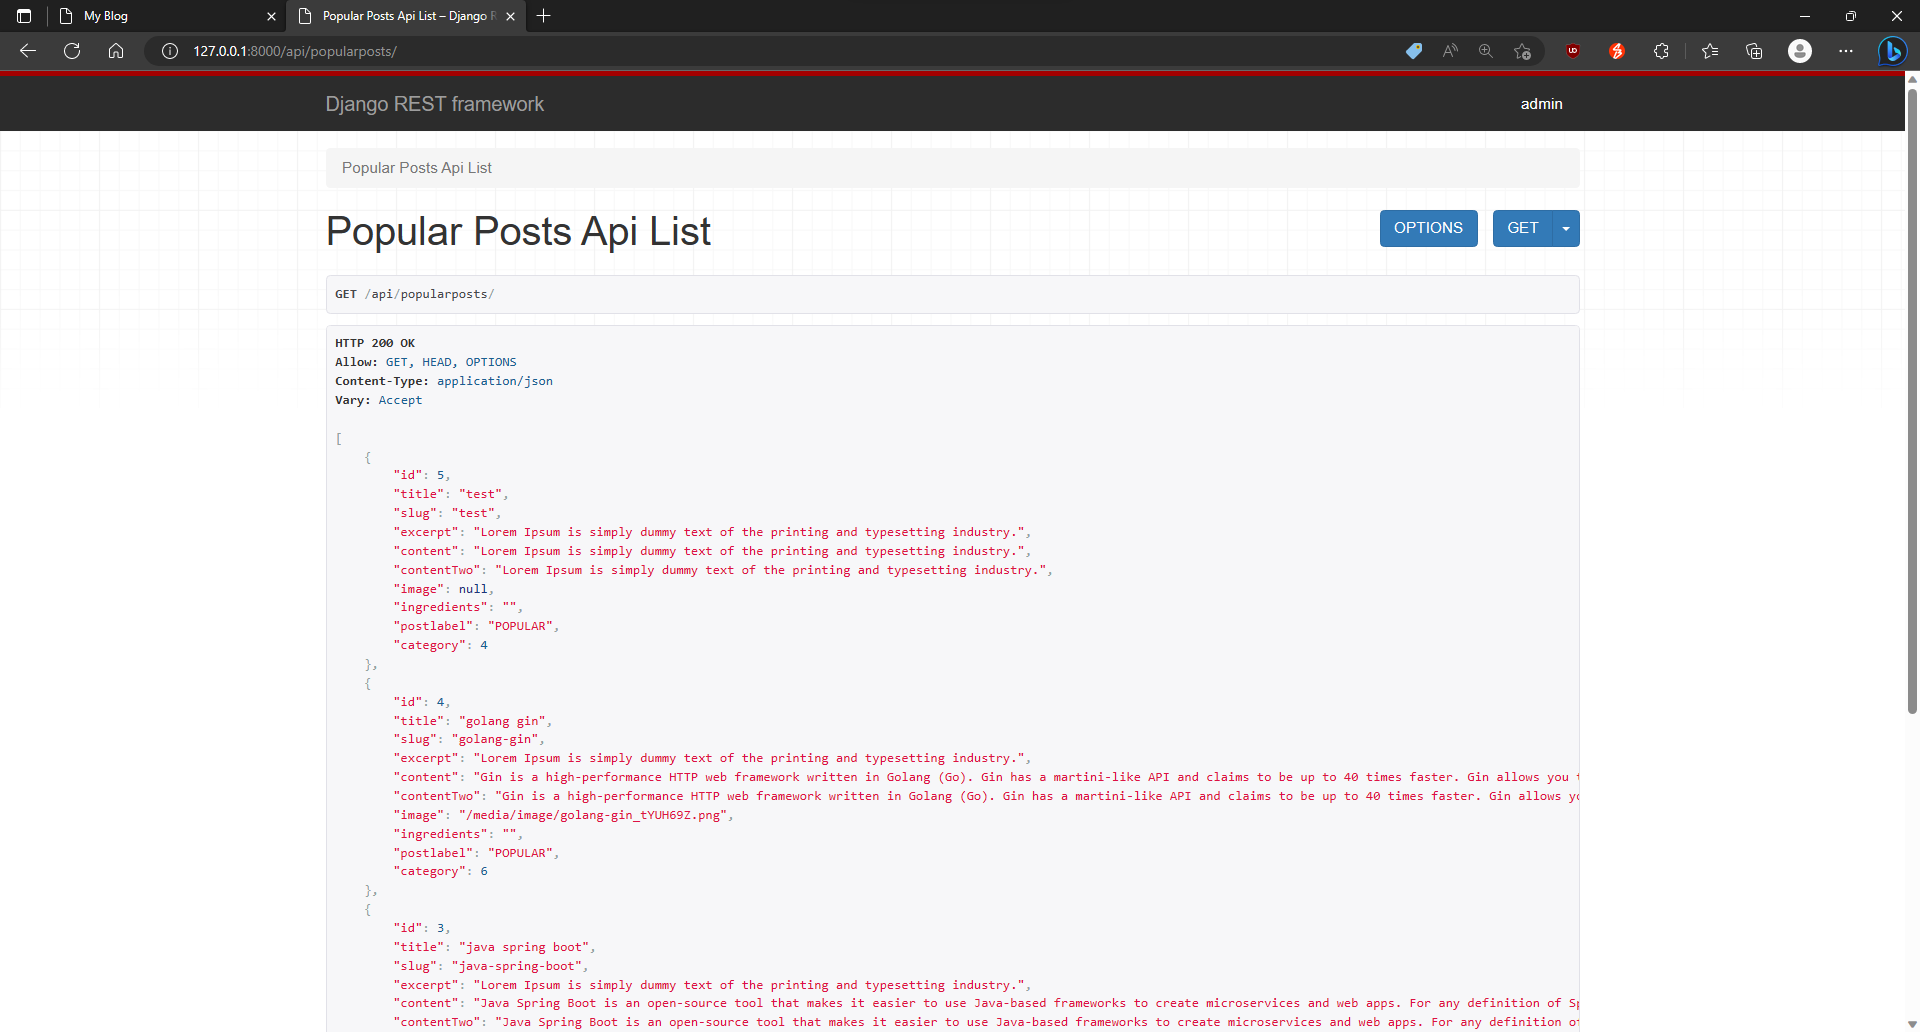 My Blog
Popular Posts Api List – Django R
127.0.0.1:8000/api/popularposts/
Django REST framework
admin
Popular Posts Api List
Popular Posts Api List
OPTIONS
GET
GET /api/popularposts/
HTTP 200 OK
Allow: GET, HEAD, OPTIONS
Content-Type: application/json
Vary: Accept
[
{
"id": 5,
"title": "test",
"slug": "test",
"excerpt": "Lorem Ipsum is simply dummy text of the printing and typesetting industry.",
"content": "Lorem Ipsum is simply dummy text of the printing and typesetting industry.",
"contentTwo": "Lorem Ipsum is simply dummy text of the printing and typesetting industry.",
"image": null,
"ingredients": "",
"postlabel": "POPULAR",
"category": 4
},
{
"id": 4,
"title": "golang gin",
"slug": "golang-gin",
"excerpt": "Lorem Ipsum is simply dummy text of the printing and typesetting industry.",
"content": "Gin is a high-performance HTTP web framework written in Golang (Go). Gin has a martini-like API and claims to be up to 40 times faster. Gin allows you
"contentTwo": "Gin is a high-performance HTTP web framework written in Golang (Go). Gin has a martini-like API and claims to be up to 40 times faster. Gin allows
"image": "/media/image/golang-gin_tYUH69Z.png",
"ingredients": "",
"postlabel": "POPULAR",
"category": 6
},
{
"id": 3,
"title": "java spring boot",
"slug": "java-spring-boot",
"excerpt": "Lorem Ipsum is simply dummy text of the printing and typesetting industry.",
"content": "Java Spring Boot is an open-source tool that makes it easier to use Java-based frameworks to create microservices and web apps. For any definition of
"contentTwo": "Java Spring Boot is an open-source tool that makes it easier to use Java-based frameworks to create microservices and web apps. For any definition